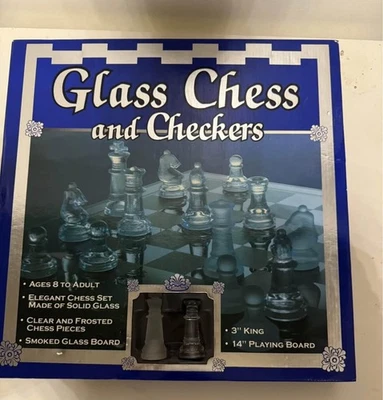 Glass Chess
and Checkers
• AGES 8 TO ADULT
• ELEGANT CHESS SET
MADE OF SOLID GLASS
• CLEAR AND FROSTED
CHESS PIECES
• SMOKED GLASS BOARD
• 3" KING
• 14" PLAYING BOARD